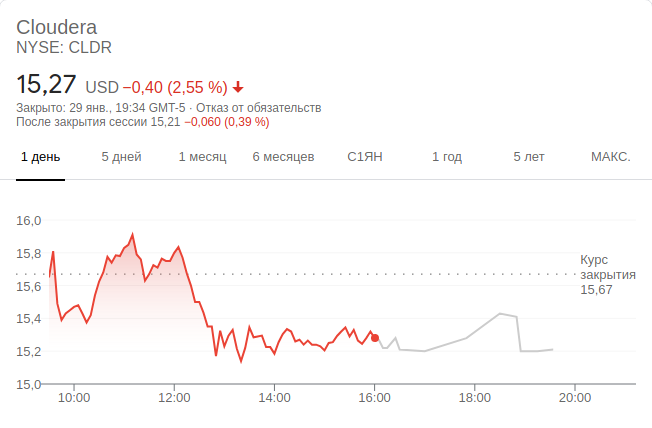 Cloudera
NYSE: CLDR
15,27 USD −0,40 (2,55 %)
Закрыто: 29 янв., 19:34 GMT-5 · Отказ от обязательств
После закрытия сессии 15,21 −0,060 (0,39 %)
1 день 5 дней 1 месяц 6 месяцев С1ЯН 1 год 5 лет МАКС.
16,0
15,8
Курс
закрытия
15,67
15,6
15,4
15,2
15,0
10:00 12:00 14:00 16:00 18:00 20:00